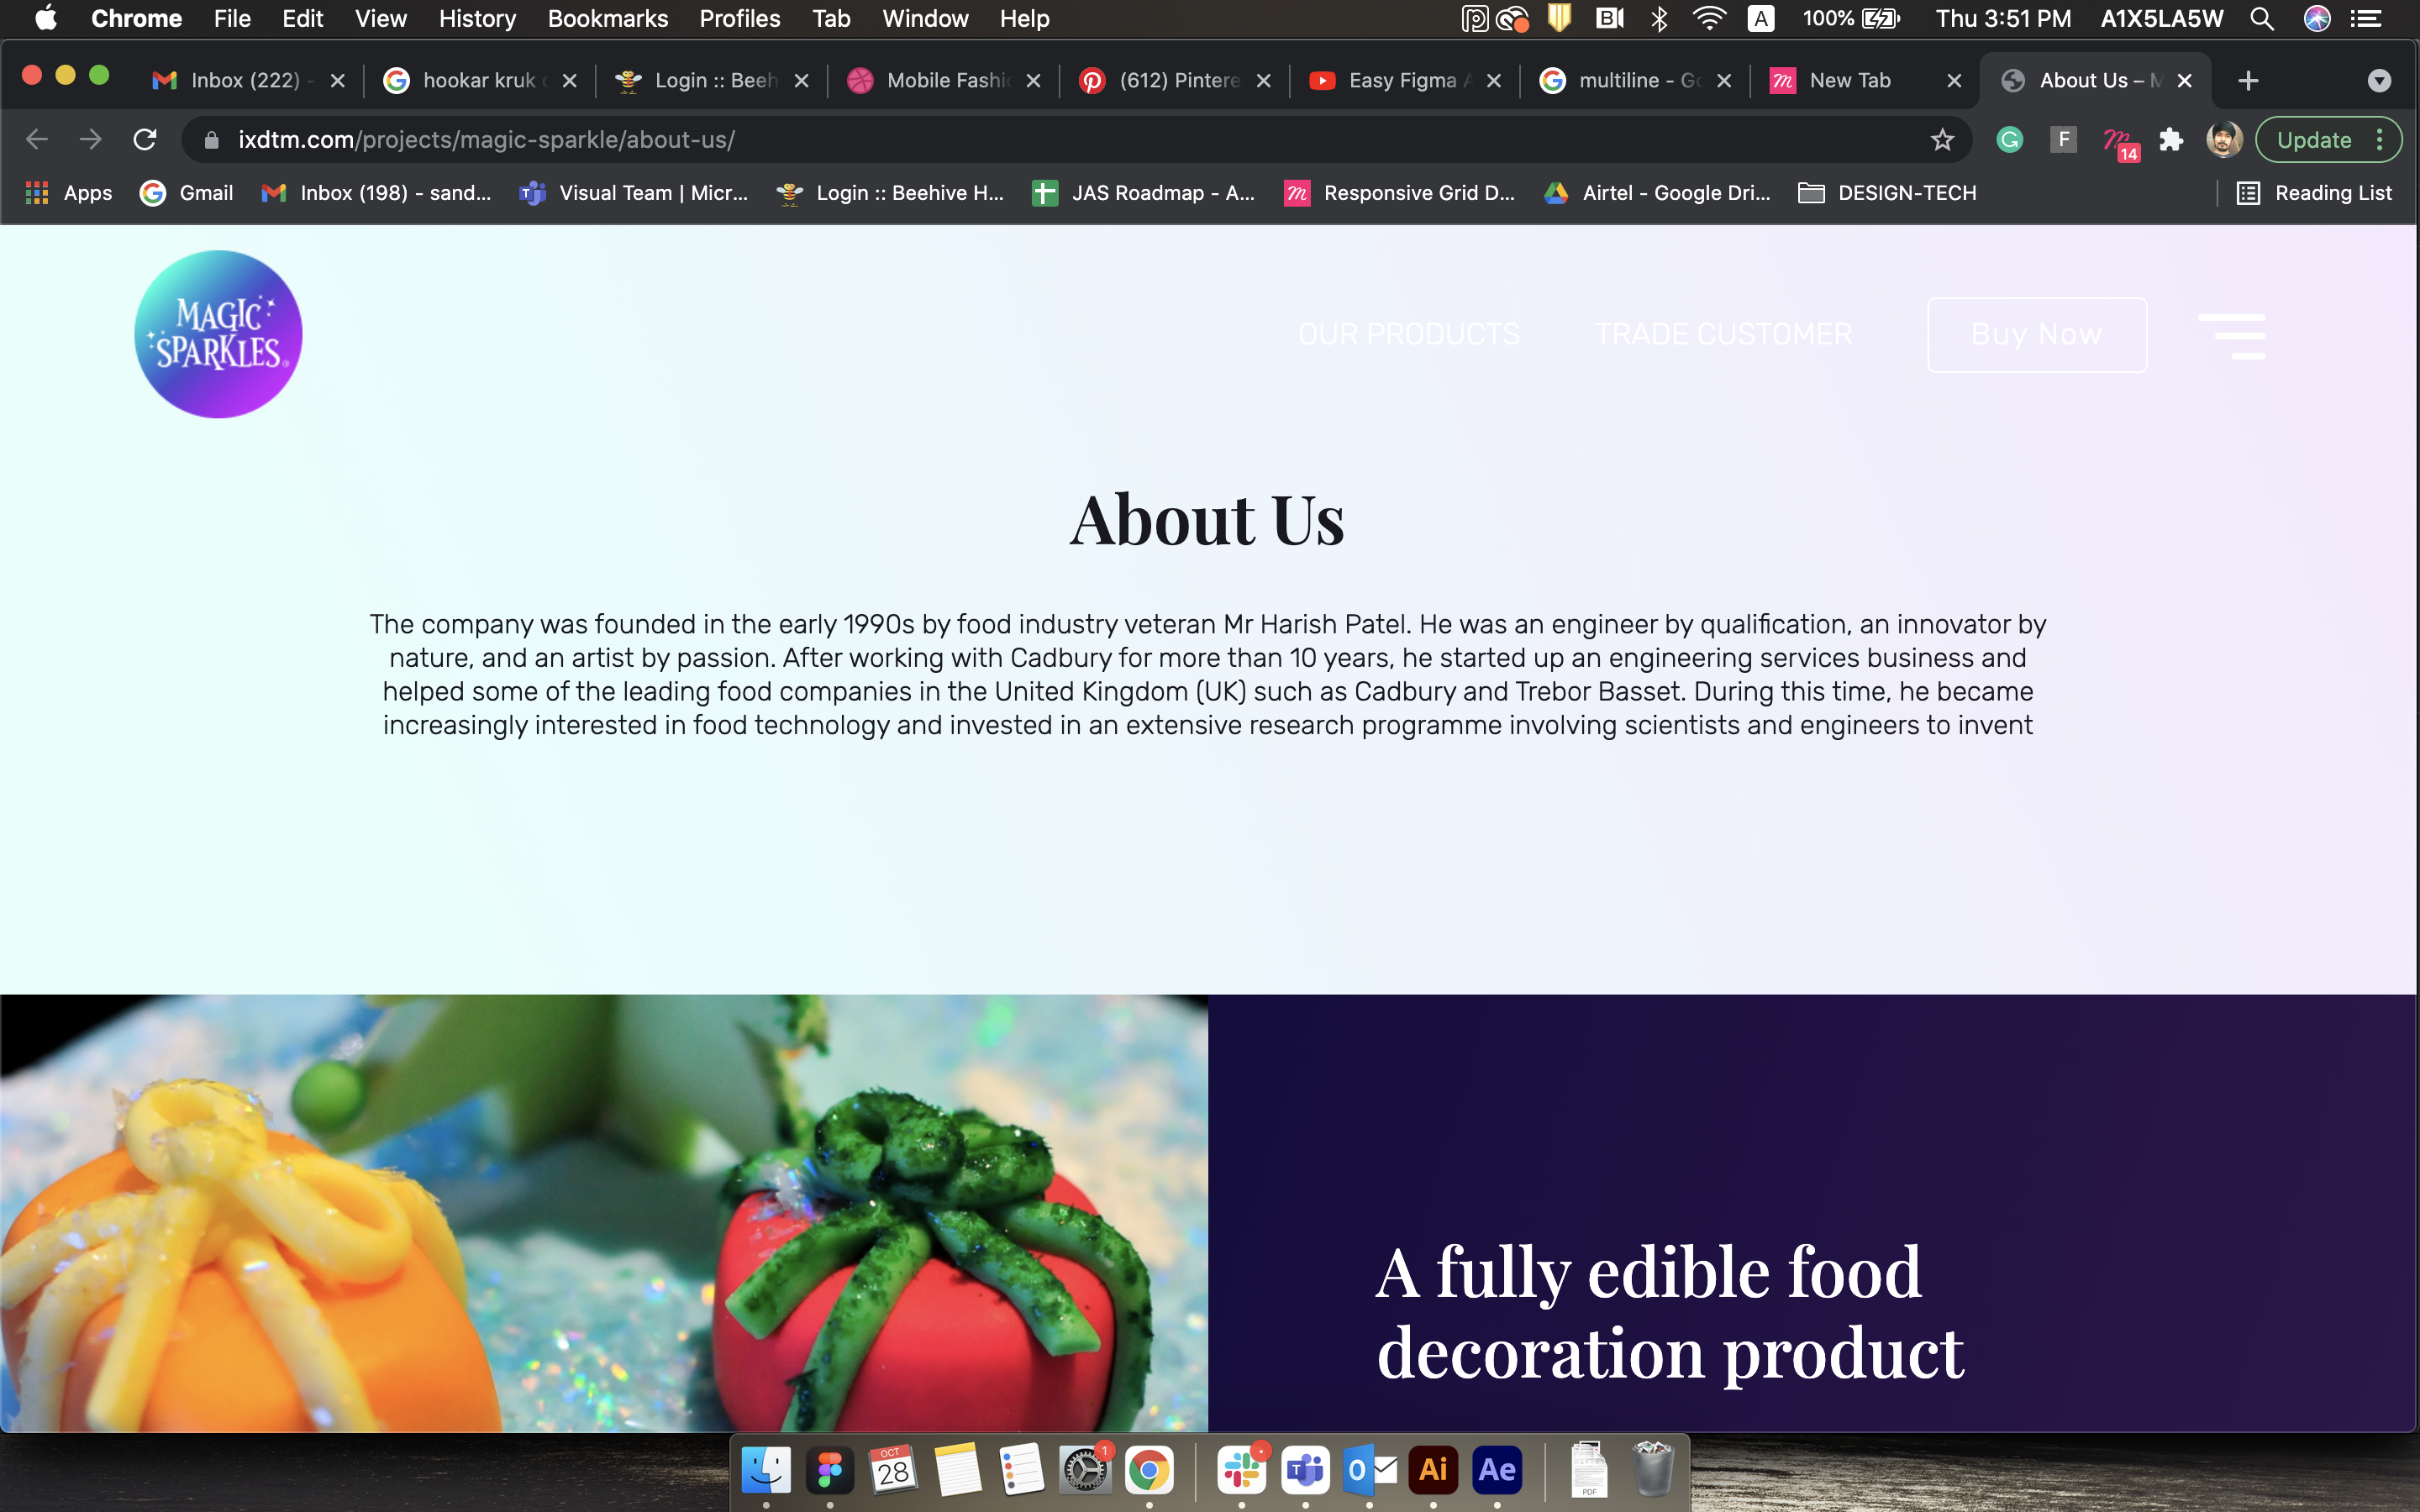 Chrome File Edit View History Bookmarks Profiles Tab Window Help 100% Thu 3:51 PM A1X5LA5W
Inbox (222) - hookar kruk Login :: Beeh Mobile Fashi (612) Pintere Easy Figma A multiline - Go New Tab About Us – M
ixdtm.com/projects/magic-sparkle/about-us/ 14 Update
Apps Gmail Inbox (198) - sand... Visual Team | Micr... Login :: Beehive H... JAS Roadmap - A... Responsive Grid D... Airtel - Google Dri... DESIGN-TECH Reading List
MAGIC
SPARKLES
OUR PRODUCTS TRADE CUSTOMER Buy Now
About Us
The company was founded in the early 1990s by food industry veteran Mr Harish Patel. He was an engineer by qualification, an innovator by
nature, and an artist by passion. After working with Cadbury for more than 10 years, he started up an engineering services business and
helped some of the leading food companies in the United Kingdom (UK) such as Cadbury and Trebor Basset. During this time, he became
increasingly interested in food technology and invested in an extensive research programme involving scientists and engineers to invent
A fully edible food
decoration product
OCT
28
1
Ai
Ae
PDF